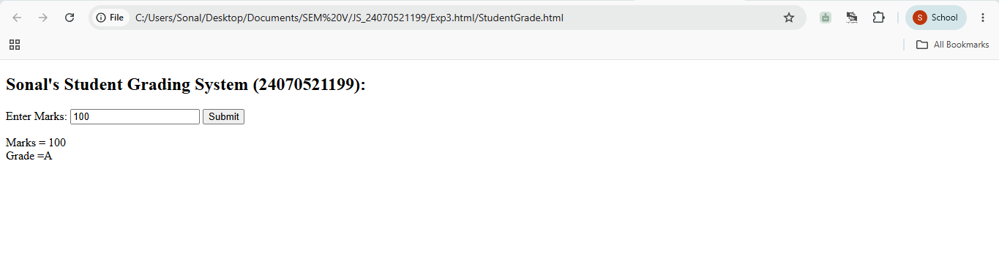 File
C:/Users/Sonal/Desktop/Documents/SEM%20V/JS_24070521199/Exp3.html/StudentGrade.html
S
School
All Bookmarks
Sonal's Student Grading System (24070521199):
Enter Marks: 100 Submit
Marks = 100
Grade =A